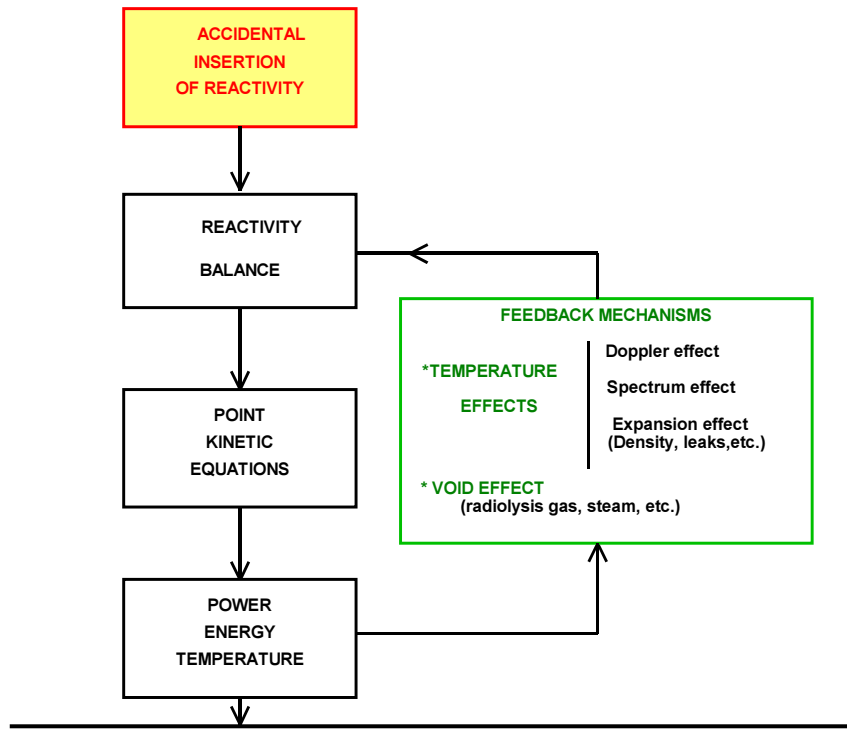 ACCIDENTAL
INSERTION
OF REACTIVITY
REACTIVITY
BALANCE
POINT
KINETIC
EQUATIONS
POWER
ENERGY
TEMPERATURE
FEEDBACK MECHANISMS
*TEMPERATURE
EFFECTS
Doppler effect
Spectrum effect
Expansion effect
(Density, leaks,etc.)
* VOID EFFECT
(radiolysis gas, steam, etc.)